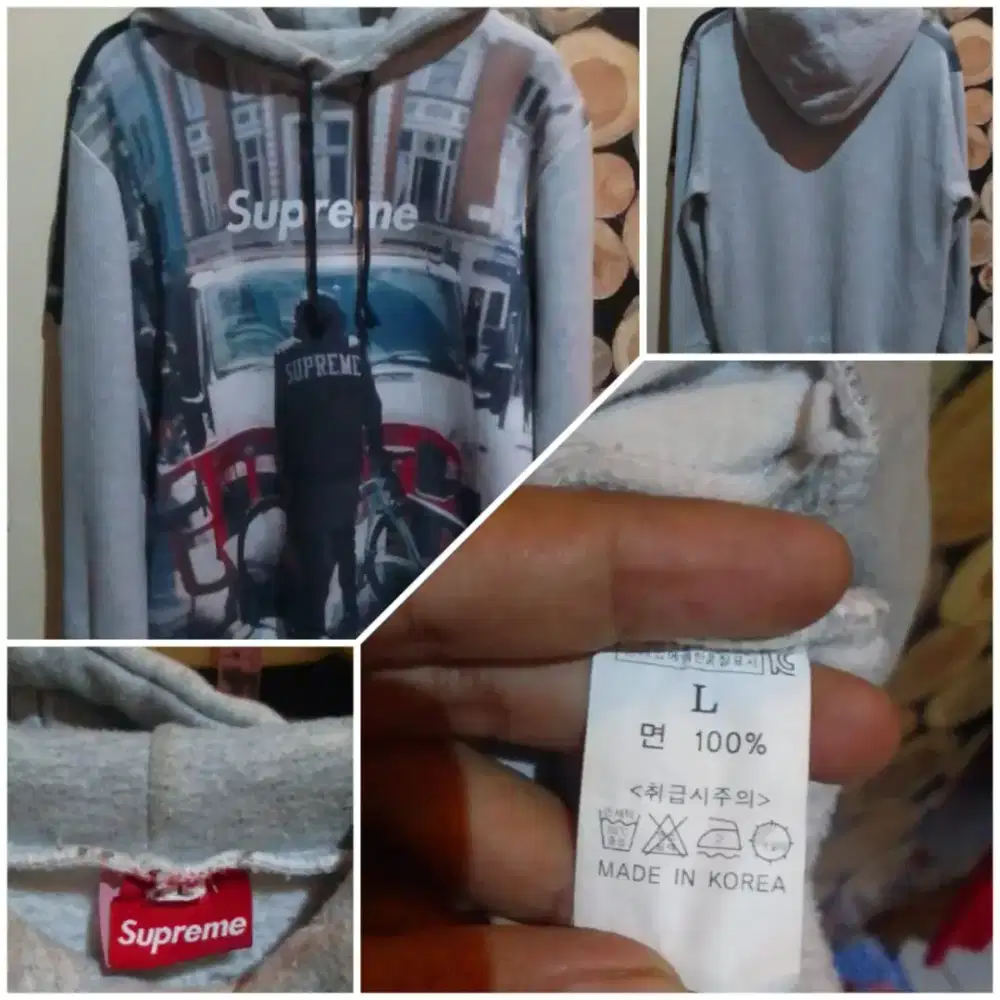 Supreme
SUPREME
Supreme
L
면 100%
<취급시주의>
MADE IN KOREA